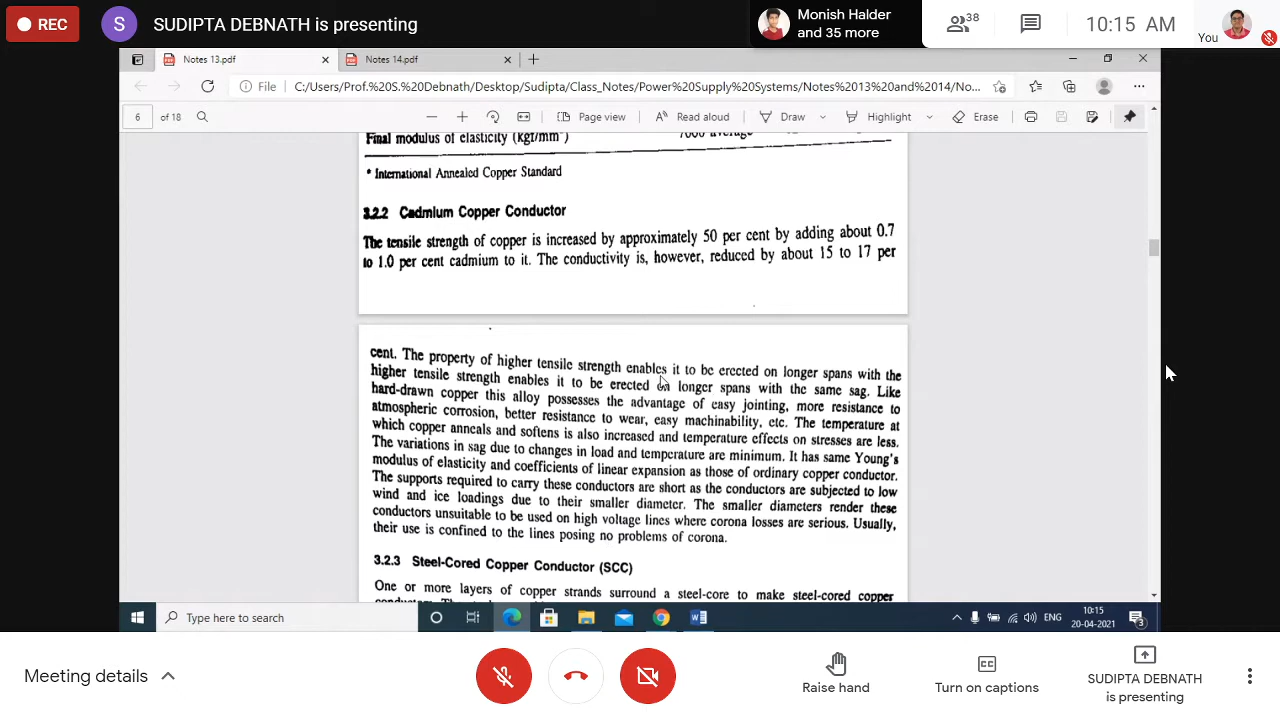 REC
S
SUDIPTA DEBNATH is presenting
Monish Halder
and 35 more
38
10:15 AM
You
Notes 13.pdf
Notes 14.pdf
File
C:/Users/Prof.%20S.%20Debnath/Desktop/Sudipta/Class_Notes/Power%20Supply%20Systems/Notes%2013%20and%2014/No...
6
of 18
Page view
Read aloud
Draw
Highlight
Erase
Final modulus of elasticity (kgf/mm²)
7000 average
* International Annealed Copper Standard
3.2.2 Cadmium Copper Conductor
The tensile strength of copper is increased by approximately 50 per cent by adding about 0.7
to 1.0 per cent cadmium to it. The conductivity is, however, reduced by about 15 to 17 per
cent. The property of higher tensile strength enables it to be erected on longer spans with the
higher tensile strength enables it to be erected on longer spans with the same sag. Like
hard-drawn copper this alloy possesses the advantage of easy jointing, more resistance to
atmospheric corrosion, better resistance to wear, easy machinability, etc. The temperature at
which copper anneals and softens is also increased and temperature effects on stresses are less.
The variations in sag due to changes in load and temperature are minimum. It has same Young's
modulus of elasticity and coefficients of linear expansion as those of ordinary copper conductor.
The supports required to carry these conductors are short as the conductors are subjected to low
wind and ice loadings due to their smaller diameter. The smaller diameters render these
conductors unsuitable to be used on high voltage lines where corona losses are serious. Usually,
their use is confined to the lines posing no problems of corona.
3.2.3 Steel-Cored Copper Conductor (SCC)
One or more layers of copper strands surround a steel-core to make steel-cored copper
Type here to search
ENG
10:15
20-04-2021
3
Meeting details
Raise hand
Turn on captions
SUDIPTA DEBNATH
is presenting